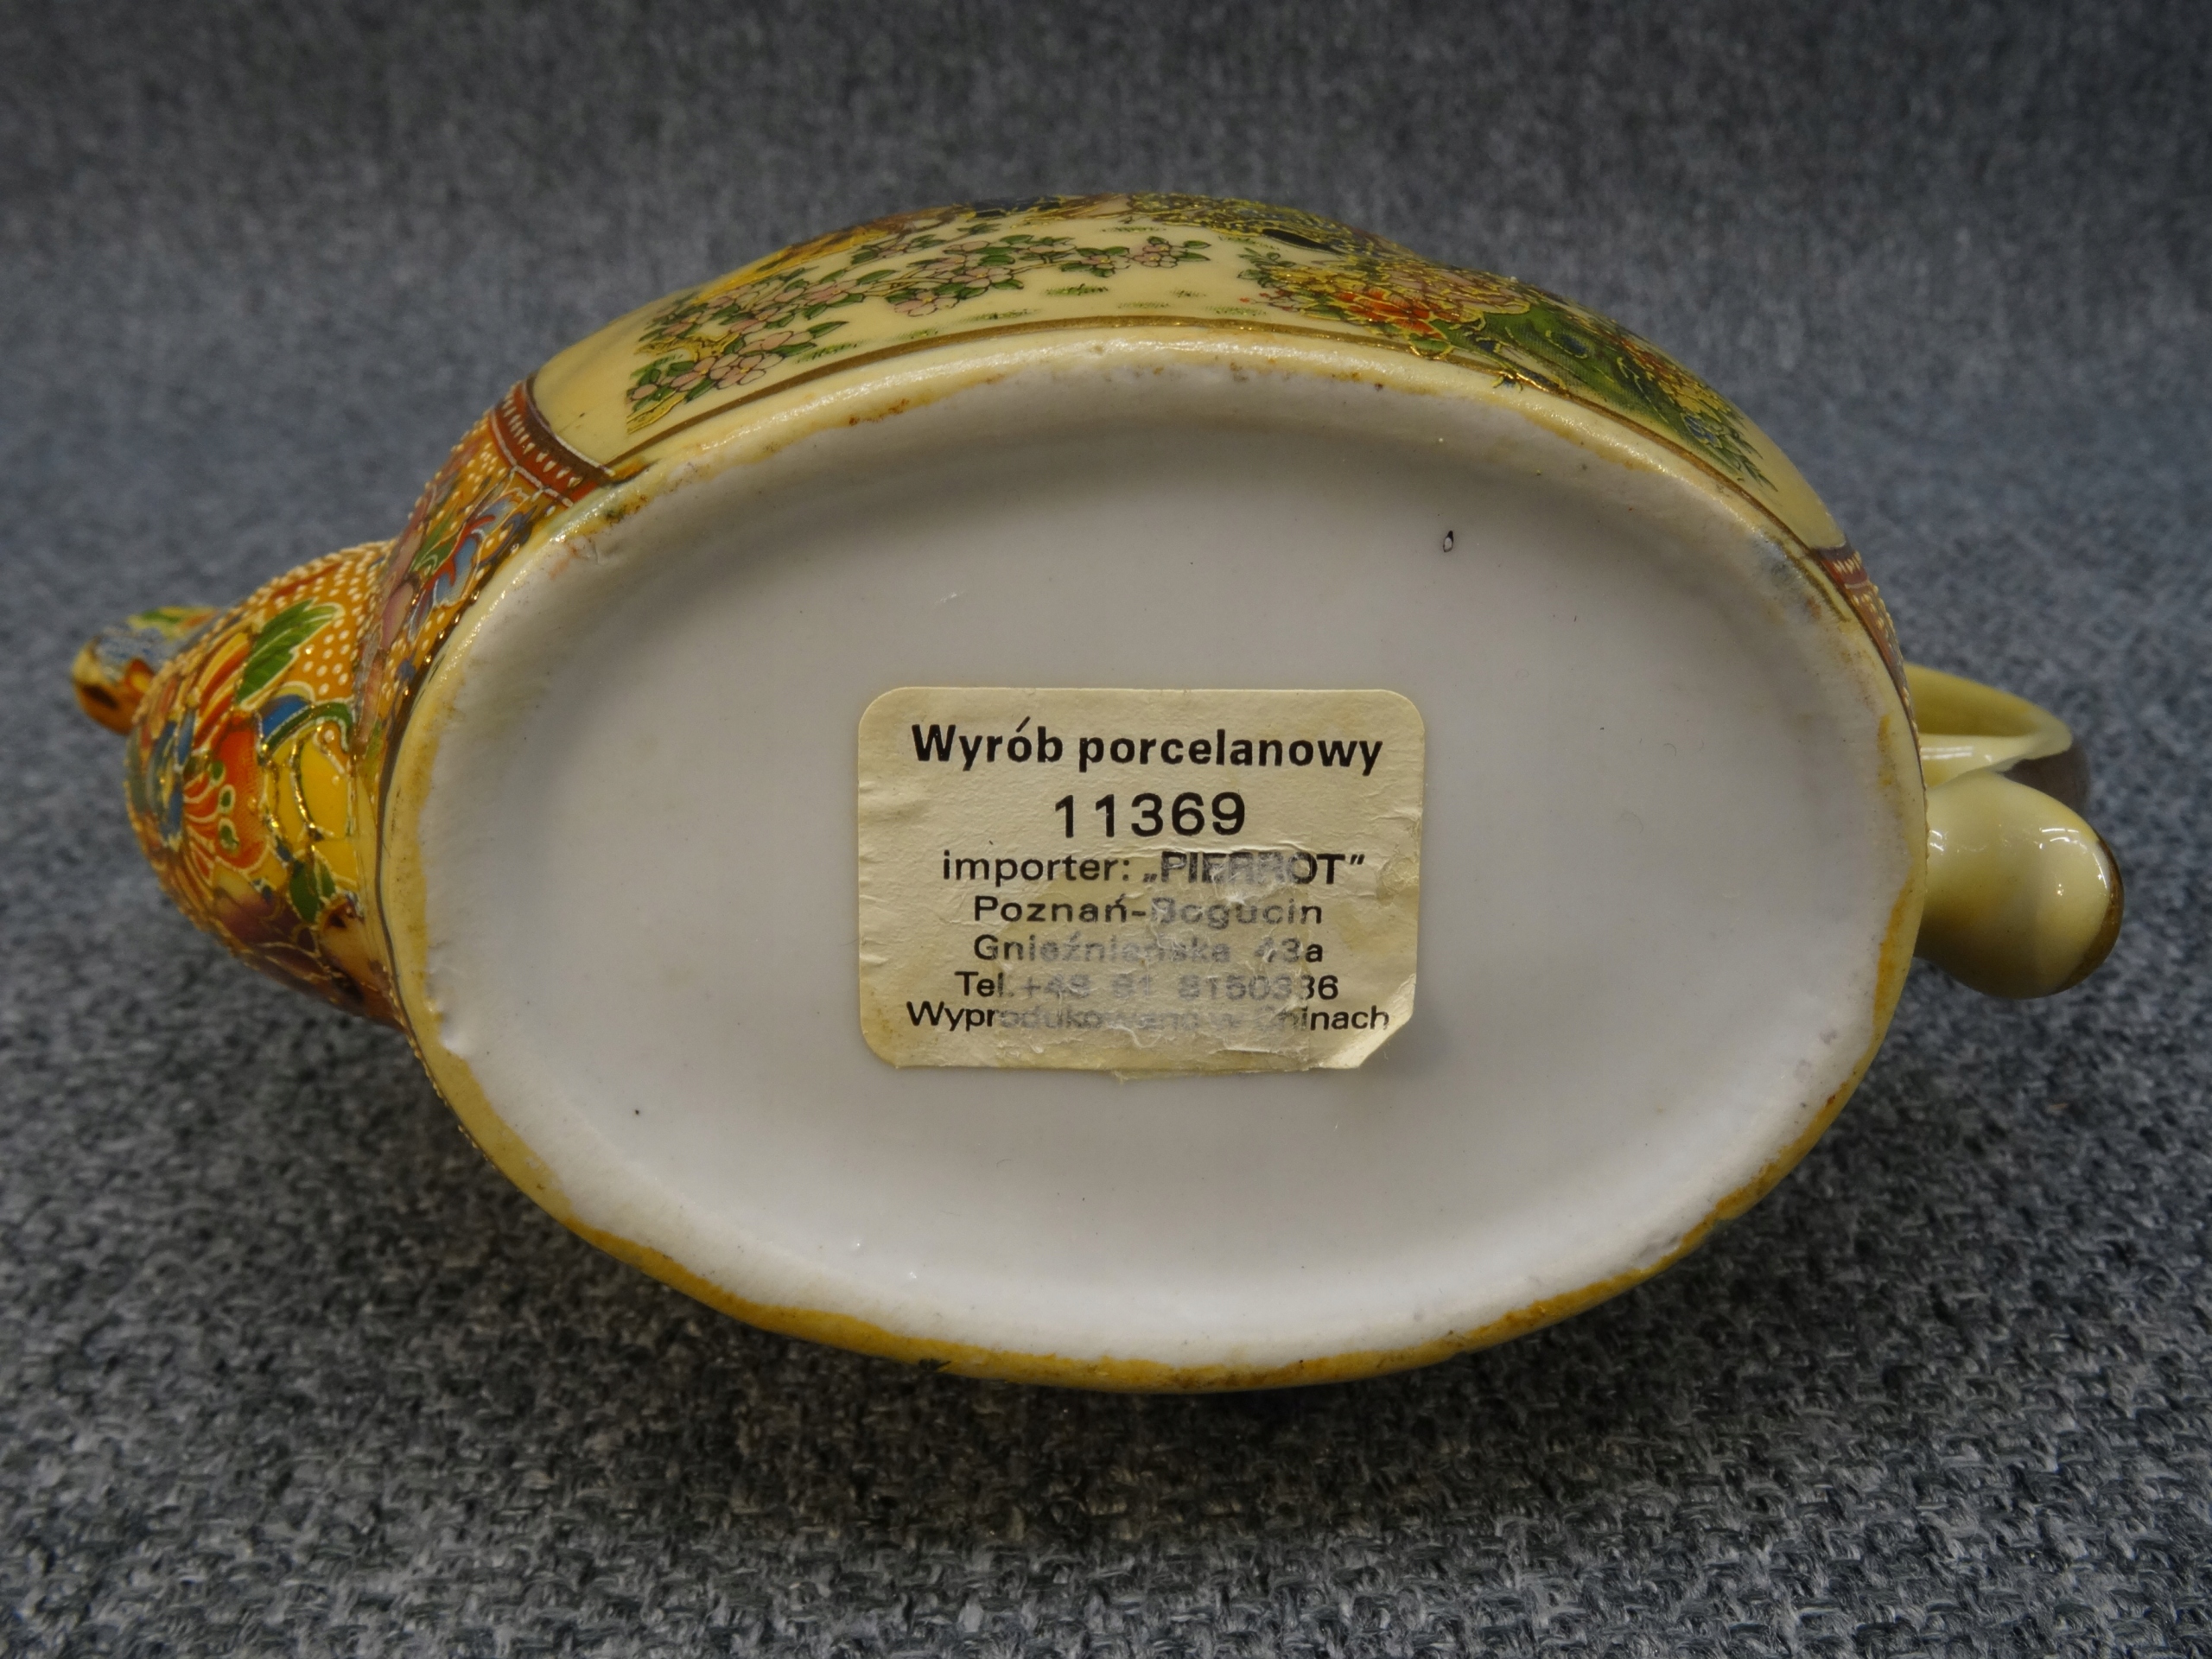 Wyrób porcelanowy
11369
importer: „PIERROT”
Poznań-Bogucin
Gnieźnieńska 43a
Tel.+48 61 8150336
Wyprodukowano w Chinach